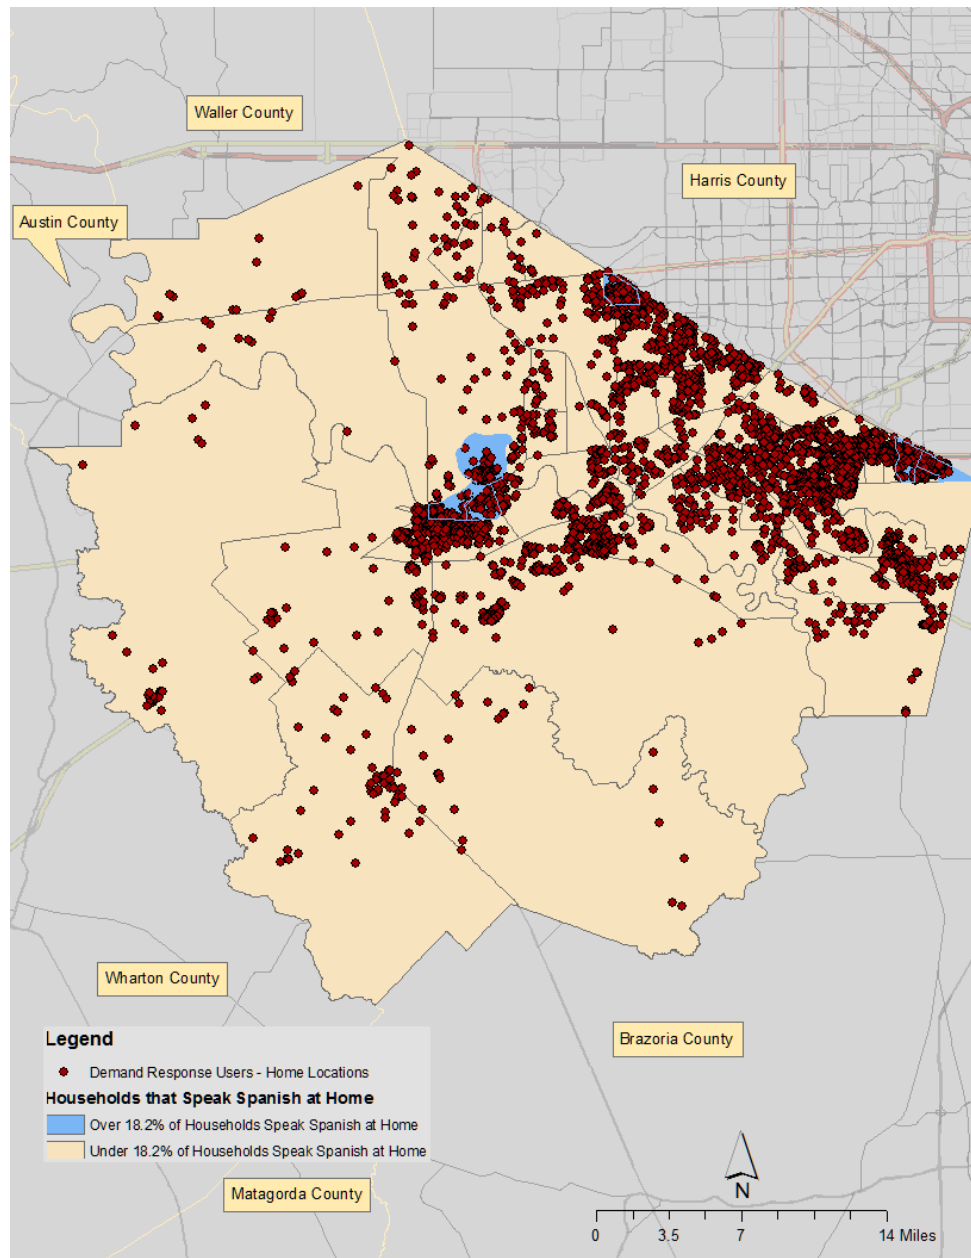 Waller County
Harris County
Austin County
Wharton County
Brazoria County
Legend
Demand Response Users - Home Locations
Households that Speak Spanish at Home
Over 18.2% of Households Speak Spanish at Home
Under 18.2% of Households Speak Spanish at Home
Matagorda County
N
0 3.5 7 14 Miles